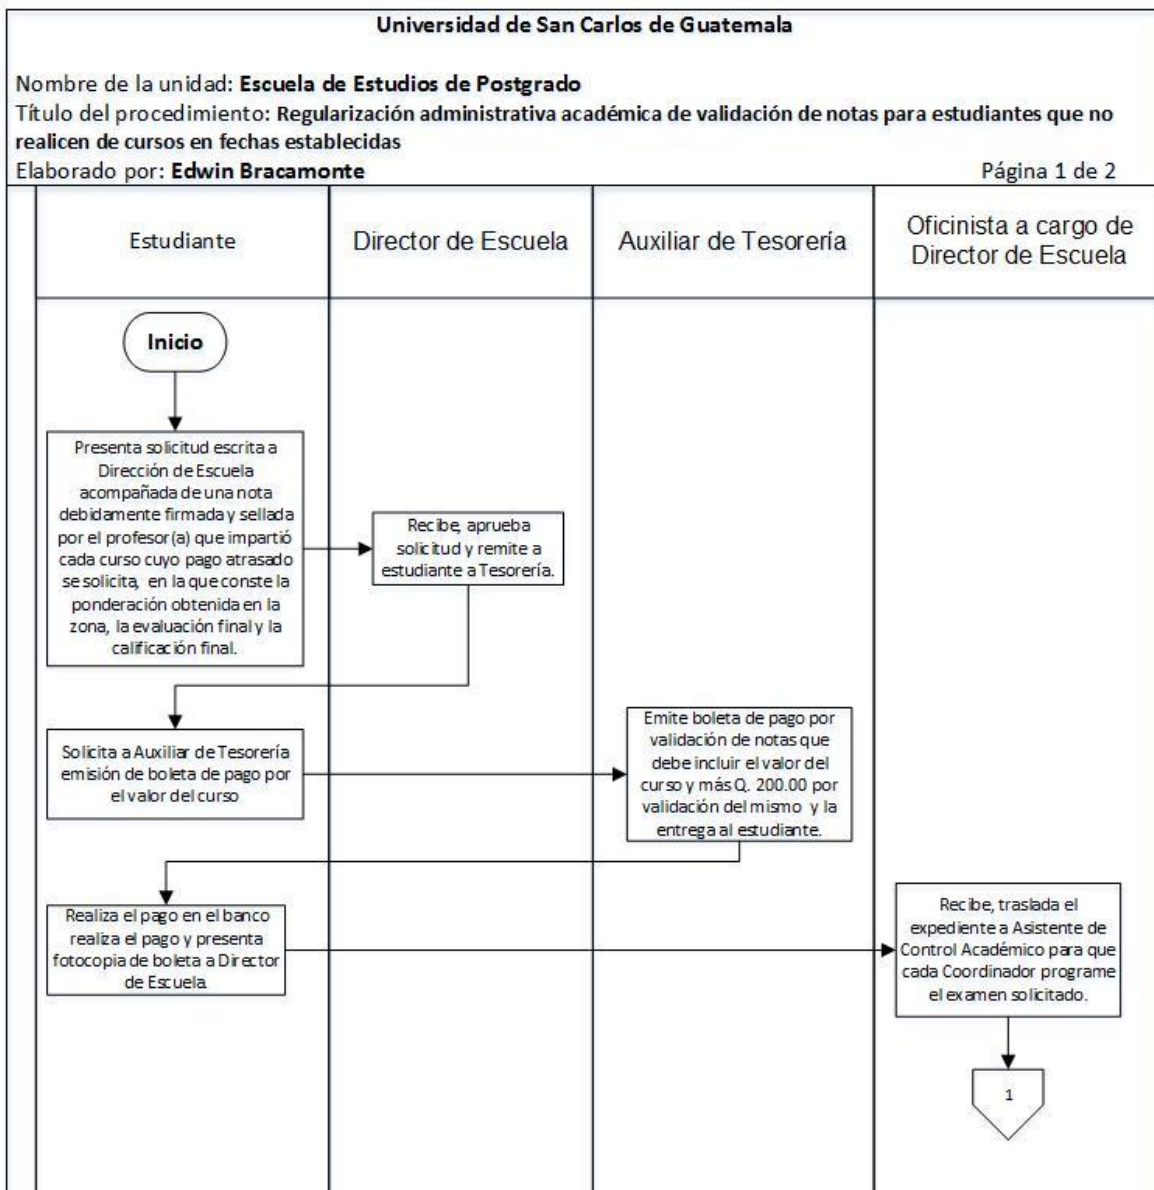 Universidad de San Carlos de Guatemala
Nombre de la unidad: Escuela de Estudios de Postgrado
Título del procedimiento: Regularización administrativa académica de validación de notas para estudiantes que no
realicen de cursos en fechas establecidas
Elaborado por: Edwin Bracamonte
Página 1 de 2
Estudiante
Director de Escuela
Auxiliar de Tesorería
Oficinista a cargo de
Director de Escuela
Inicio
Presenta solicitud escrita a
Dirección de Escuela
acompañada de una nota
debidamente firmada y sellada
por el profesor(a) que impartió
cada curso cuyo pago atrasado
se solicita, en la que conste la
ponderación obtenida en la
zona, la evaluación final y la
calificación final.
Recibe, aprueba
solicitud y remite a
estudiante a Tesorería.
Solicita a Auxiliar de Tesorería
emisión de boleta de pago por
el valor del curso
Emite boleta de pago por
validación de notas que
debe incluir el valor del
curso y más Q. 200.00 por
validación del mismo y la
entrega al estudiante.
Realiza el pago en el banco
realiza el pago y presenta
fotocopia de boleta a Director
de Escuela.
Recibe, traslada el
expediente a Asistente de
Control Académico para que
cada Coordinador programe
el examen solicitado.
1